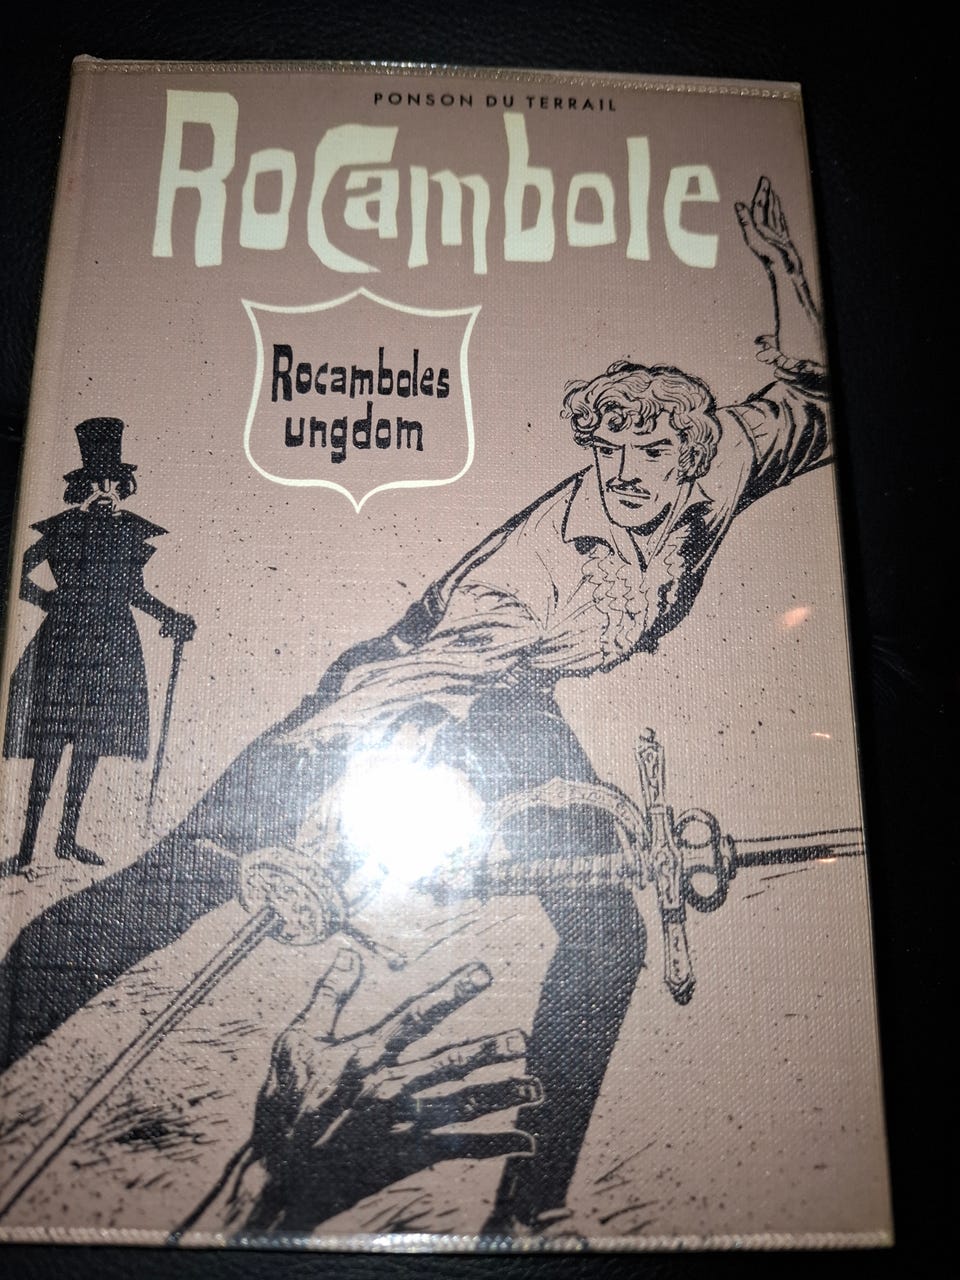 PONSON DU TERRAIL
Rocambole
Rocamboles
ungdom